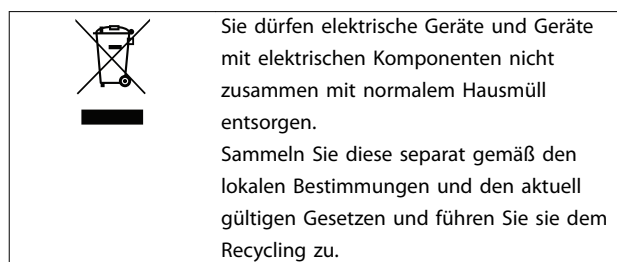 Sie dürfen elektrische Geräte und Geräte
mit elektrischen Komponenten nicht
zusammen mit normalem Hausmüll
entsorgen.
Sammeln Sie diese separat gemäß den
lokalen Bestimmungen und den aktuell
gültigen Gesetzen und führen Sie sie dem
Recycling zu.